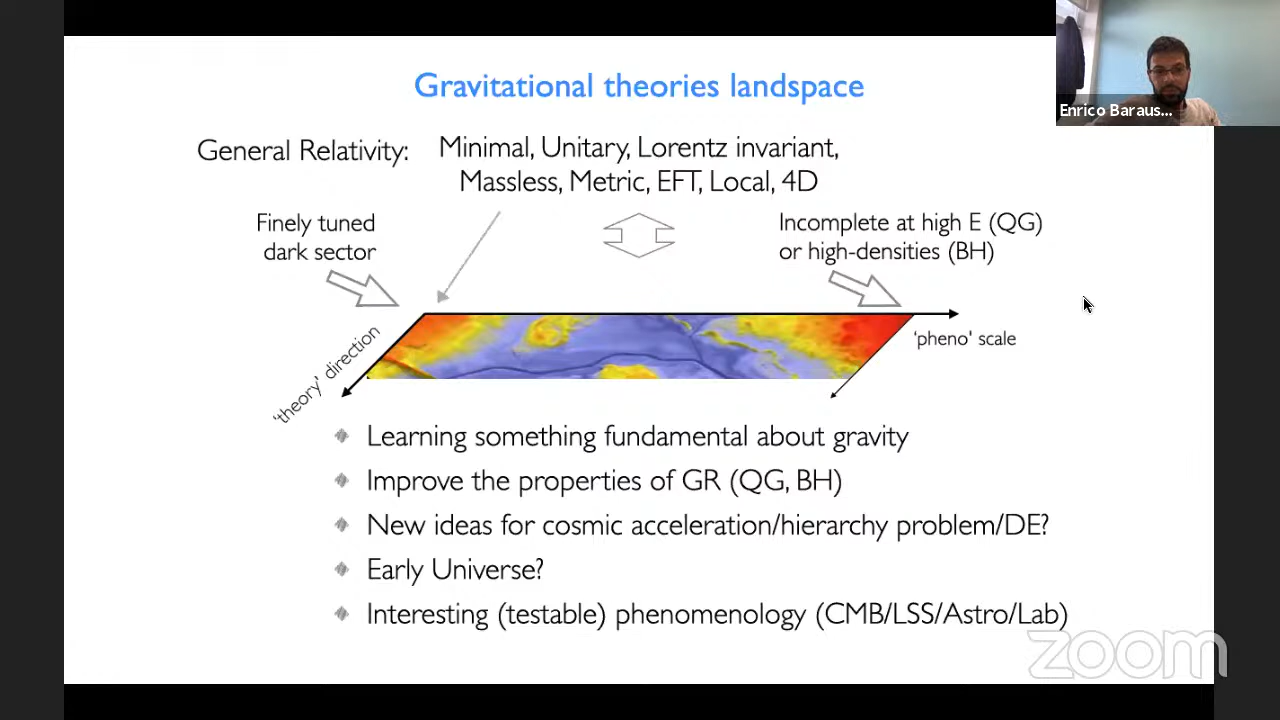 Gravitational theories landspace
Enrico Baraus...
General Relativity:
Minimal, Unitary, Lorentz invariant,
Massless, Metric, EFT, Local, 4D
Finely tuned
dark sector
Incomplete at high E (QG)
or high-densities (BH)
'theory' direction
'pheno' scale
Learning something fundamental about gravity
Improve the properties of GR (QG, BH)
New ideas for cosmic acceleration/hierarchy problem/DE?
Early Universe?
Interesting (testable) phenomenology (CMB/LSS/Astro/Lab)
zoom